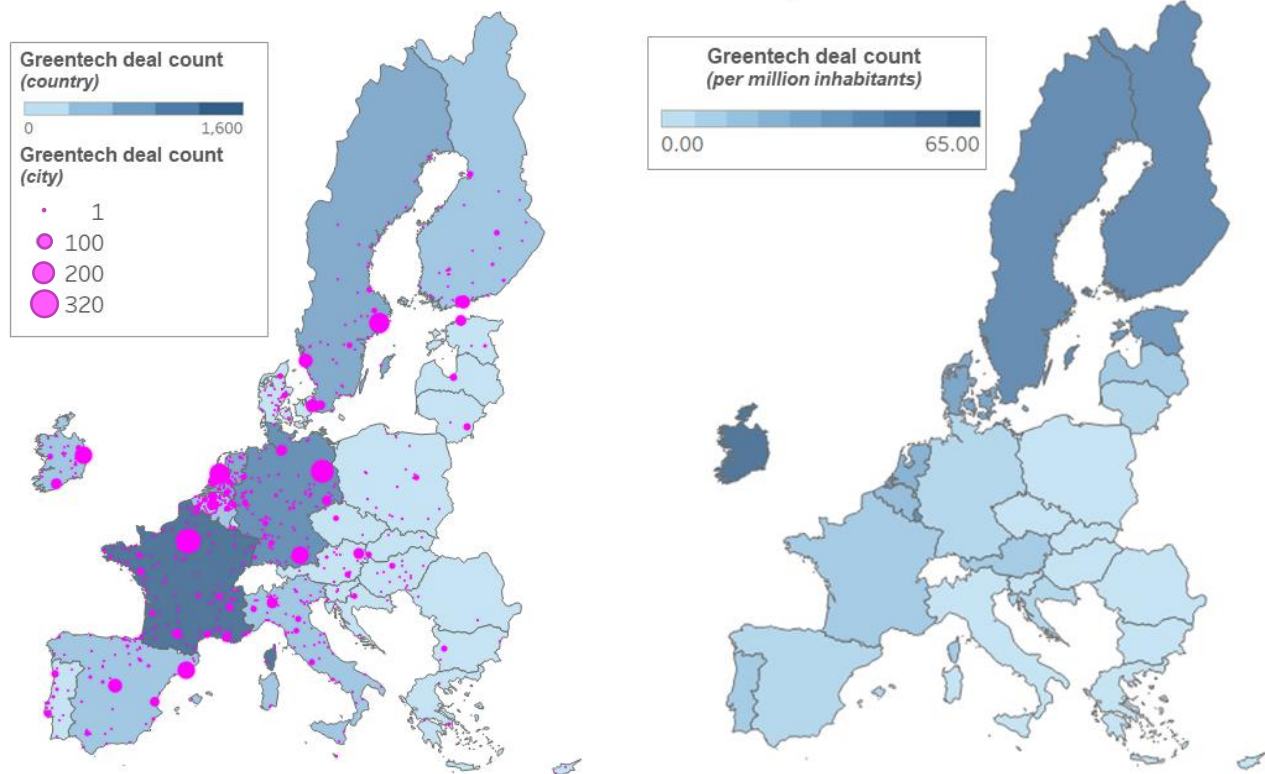 Greentech deal count
(country)
0 1,600
Greentech deal count
(city)
1
100
200
320
Greentech deal count
(per million inhabitants)
0.00 65.00